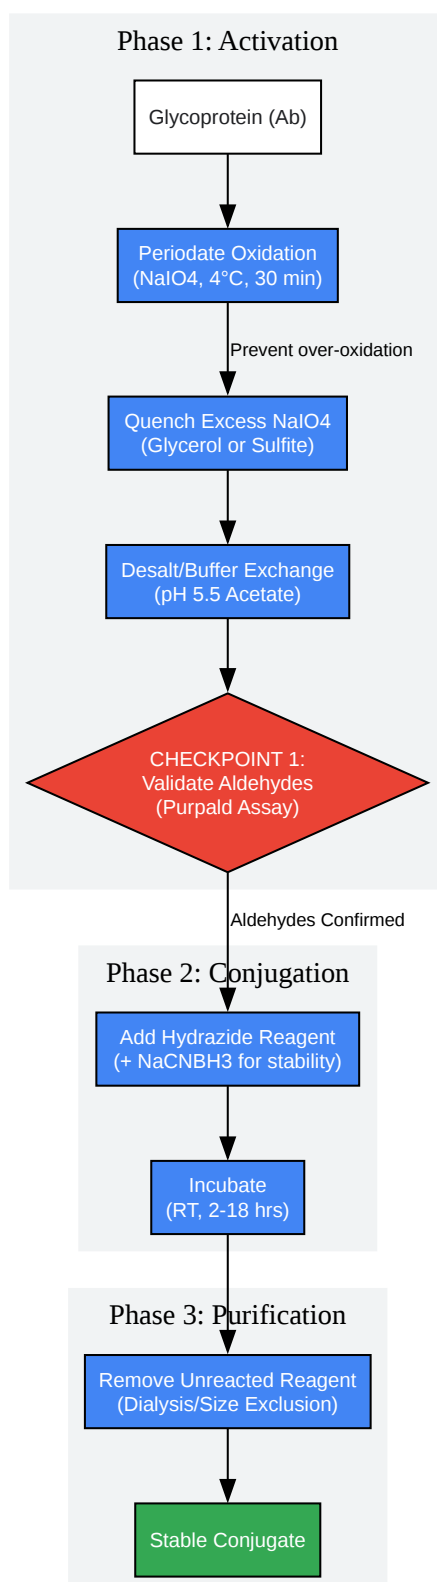 Phase 1: Activation
Glycoprotein (Ab)
Periodate Oxidation
(NaIO4, 4°C, 30 min)
Prevent over-oxidation
Quench Excess NaIO4
(Glycerol or Sulfite)
Desalt/Buffer Exchange
(pH 5.5 Acetate)
CHECKPOINT 1:
Validate Aldehydes
(Purpald Assay)
Aldehydes Confirmed
Phase 2: Conjugation
Add Hydrazide Reagent
(+ NaCNBH3 for stability)
Incubate
(RT, 2-18 hrs)
Phase 3: Purification
Remove Unreacted Reagent
(Dialysis/Size Exclusion)
Stable Conjugate